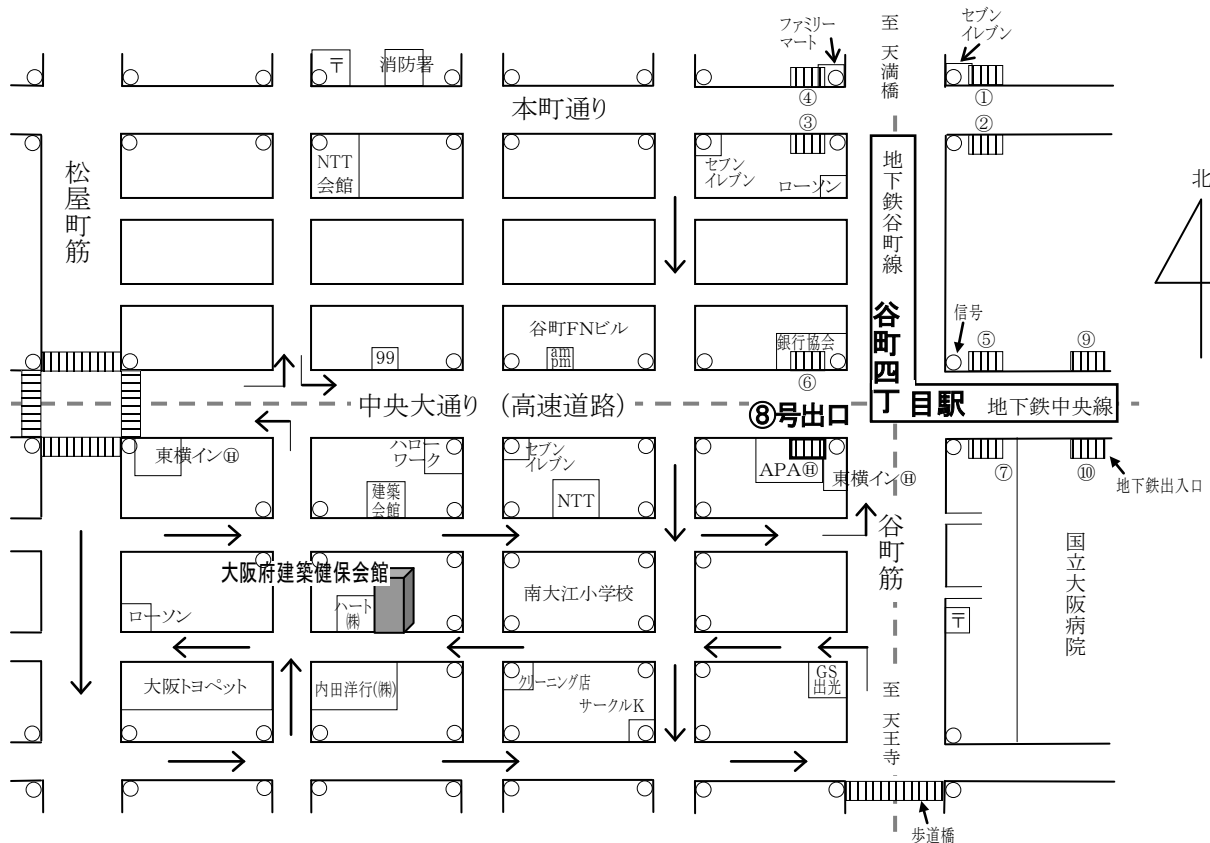 ファミリー
マート
至 天満橋
セブン
イレブン
〒
消防署
④
①
本町通り
③
②
松屋町筋
NTT
会館
セブン
イレブン
ローソン
地下鉄谷町線
北
谷町FNビル
銀行協会
信号
99
am
pm
⑤
⑨
⑥
谷町四丁目駅
中央大通り (高速道路)
地下鉄中央線
⑧号出口
東横イン㊐
ハロー
ワーク
セブン
イレブン
APA㊐
東横イン㊐
⑦
⑩
地下鉄出入口
建築
会館
NTT
谷町筋
国立大阪病院
大阪府建築健保会館
ハート
㈱
南大江小学校
ローソン
〒
大阪トヨペット
内田洋行(㈱)
クリーニング店
サークルK
GS
出光
至 天王寺
歩道橋